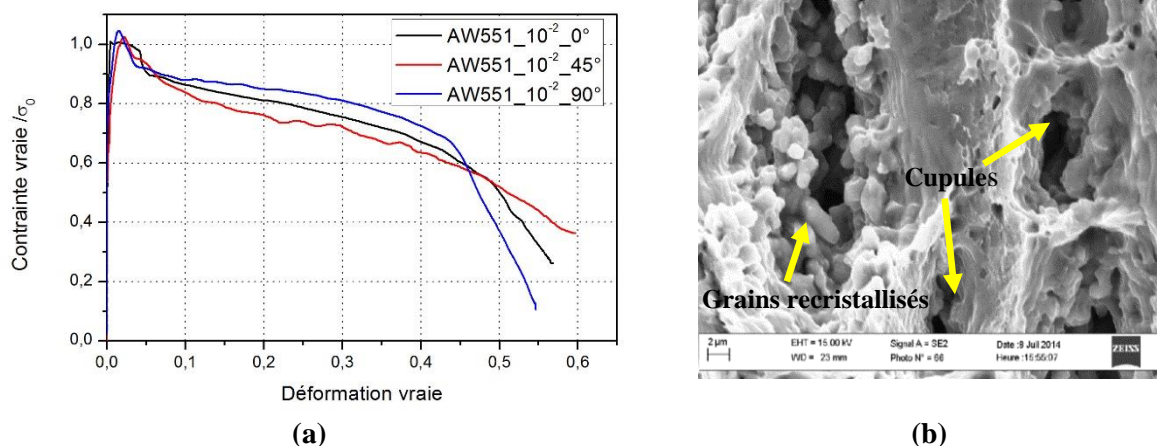 1,0
0,8
0,6
0,4
0,2
0,0
Contrainte vraie /σ₀
AW551_10⁻²_0°
AW551_10⁻²_45°
AW551_10⁻²_90°
0,0 0,1 0,2 0,3 0,4 0,5 0,6
Déformation vraie
(a)
Cupules
Grains recristallisés
2 µm
EHT = 15.00 kV Signal A = SE2 Date :9 Juil 2014
WD = 23 mm Photo N° = 66 Heure :15:55:07
ZEISS
(b)